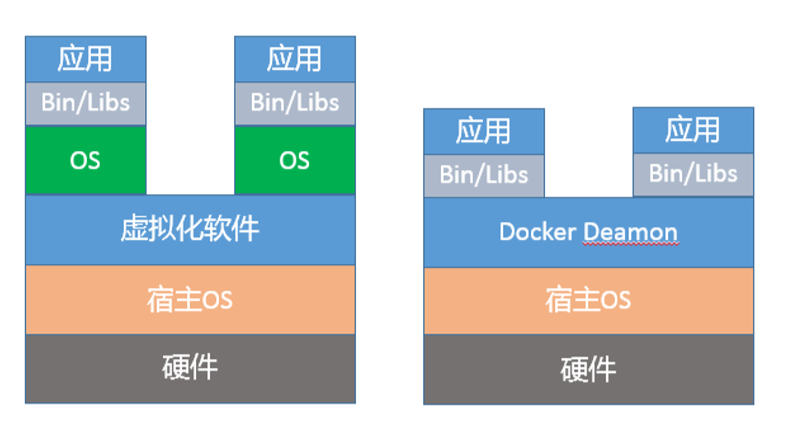 应用
应用
Bin/Libs
Bin/Libs
OS
OS
虚拟化软件
宿主OS
硬件
应用
应用
Bin/Libs
Bin/Libs
Docker Deamon
宿主OS
硬件